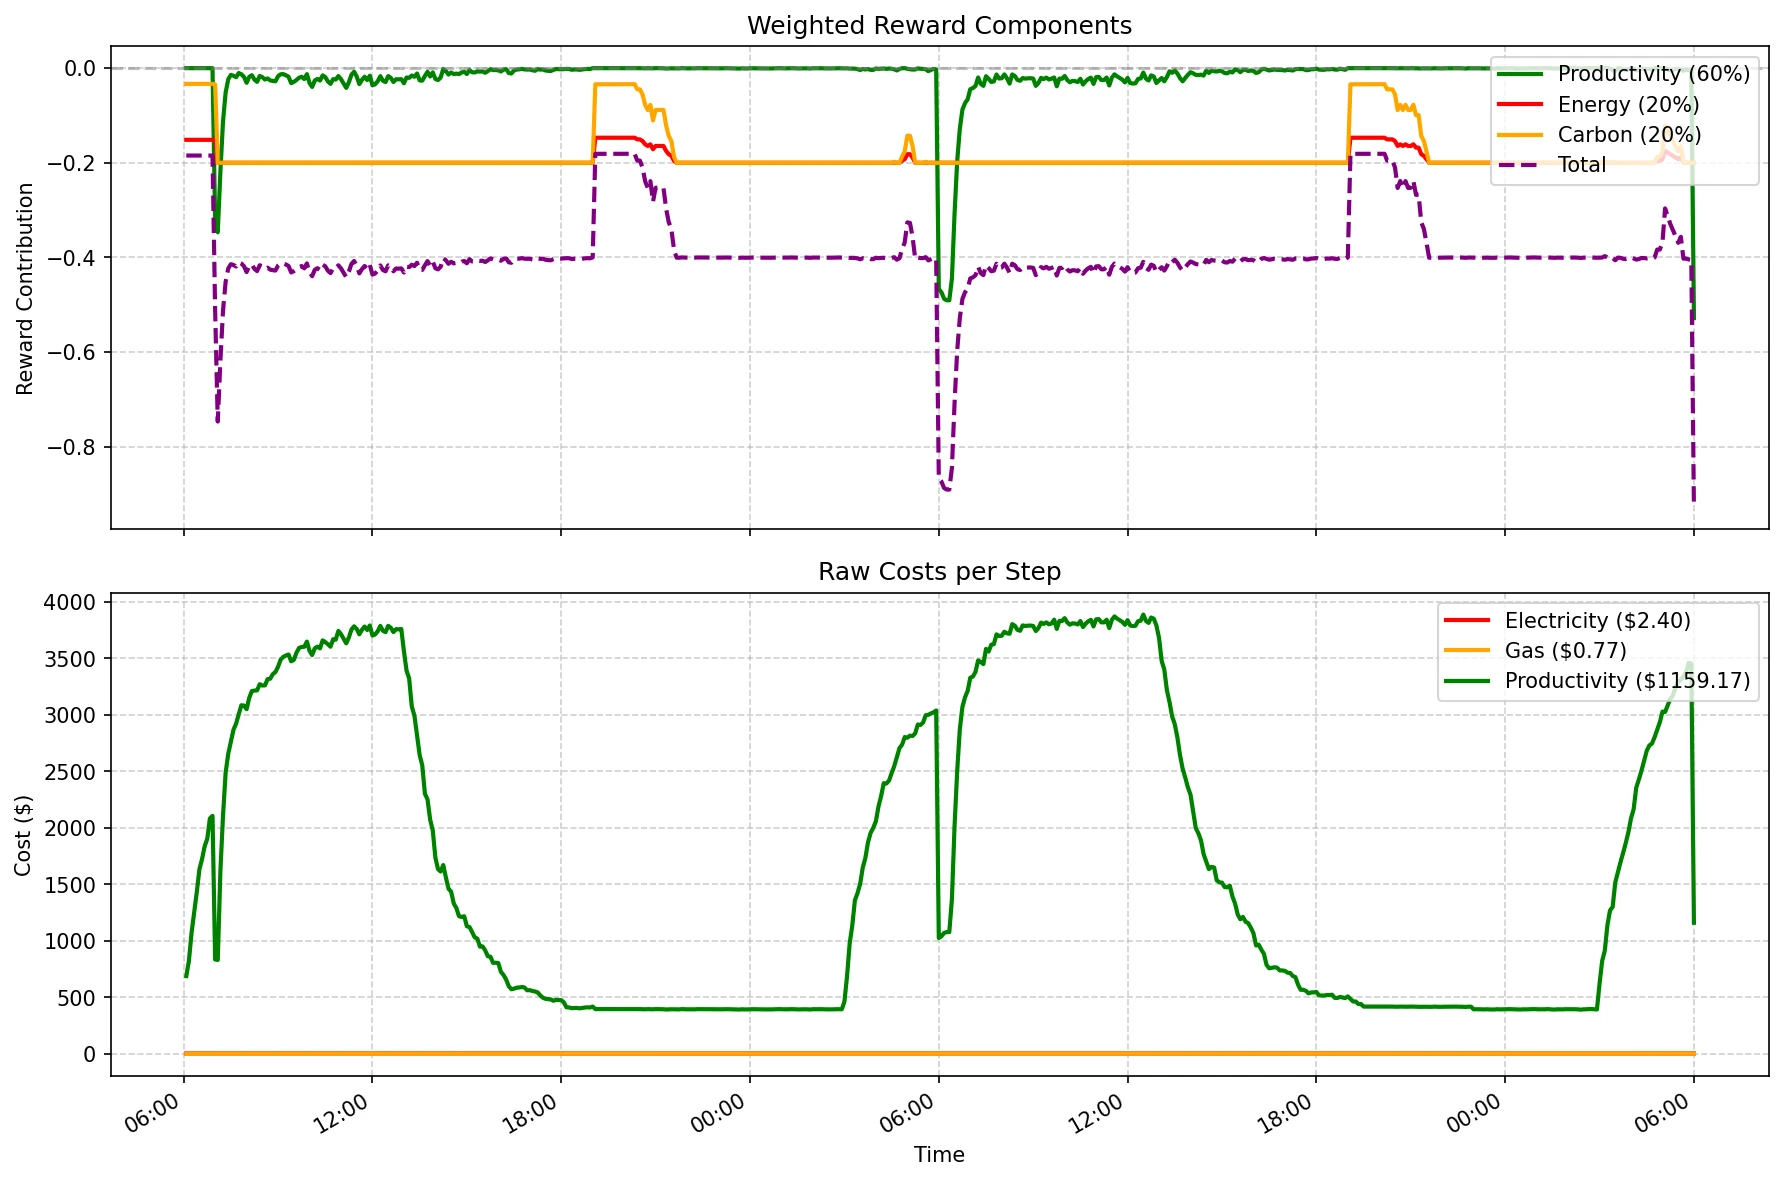 Weighted Reward Components
Reward Contribution
0.0
−0.2
−0.4
−0.6
−0.8
Productivity (60%)
Energy (20%)
Carbon (20%)
Total
Raw Costs per Step
Cost ($)
4000
3500
3000
2500
2000
1500
1000
500
0
Electricity ($2.40)
Gas ($0.77)
Productivity ($1159.17)
06:00 12:00 18:00 00:00 06:00 12:00 18:00 00:00 06:00
Time